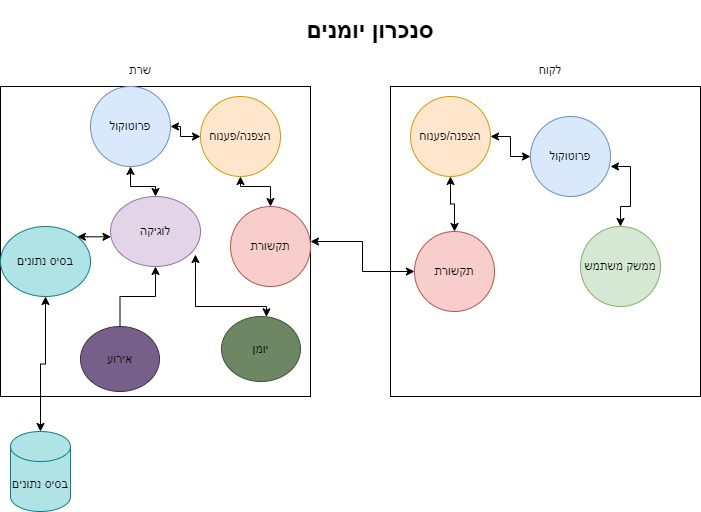 סנכרון יומנים
לקוח
שרת
הצפנה/פענוח
פרוטוקול
תקשורת
ממשק משתמש
פרוטוקול
הצפנה/פענוח
לוגיקה
תקשורת
בסיס נתונים
אירוע
יומן
בסיס נתונים